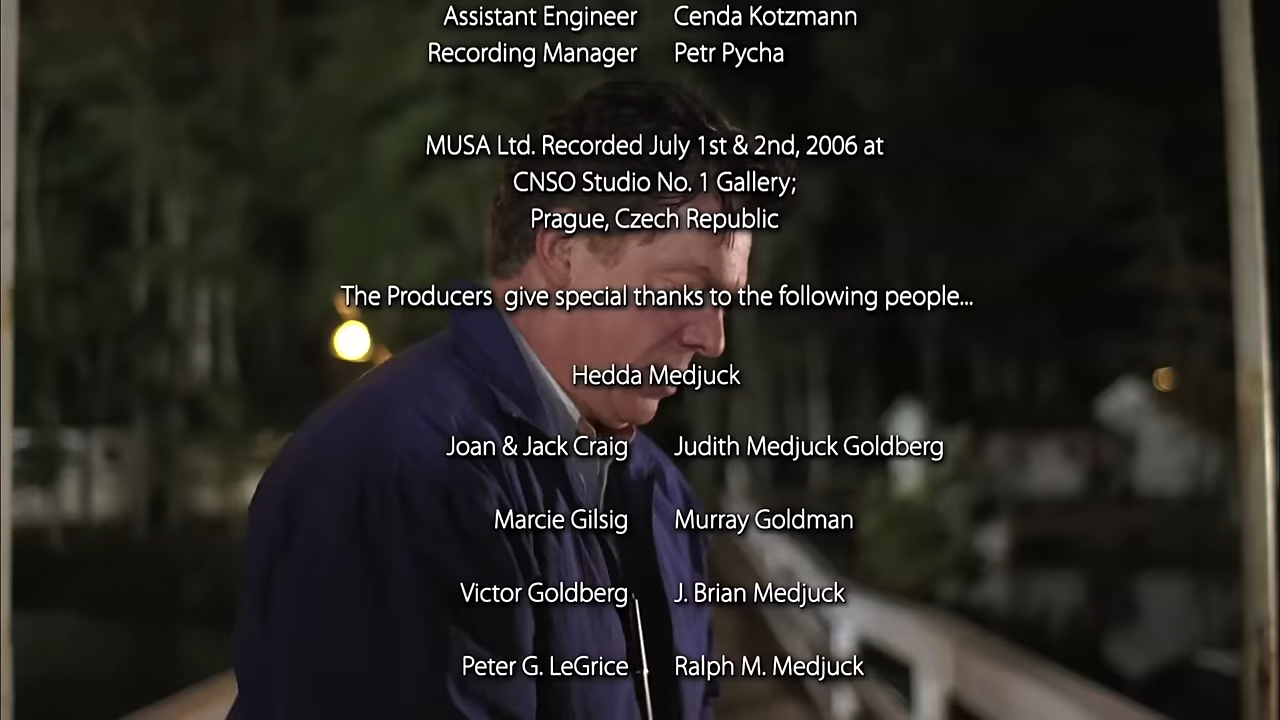 Assistant Engineer Cenda Kotzmann
Recording Manager Petr Pycha
MUSA Ltd. Recorded July 1st & 2nd, 2006 at
CNSO Studio No. 1 Gallery;
Prague, Czech Republic
The Producers give special thanks to the following people...
Hedda Medjuck
Joan & Jack Craig Judith Medjuck Goldberg
Marcie Gilsig Murray Goldman
Victor Goldberg J. Brian Medjuck
Peter G. LeGrice Ralph M. Medjuck